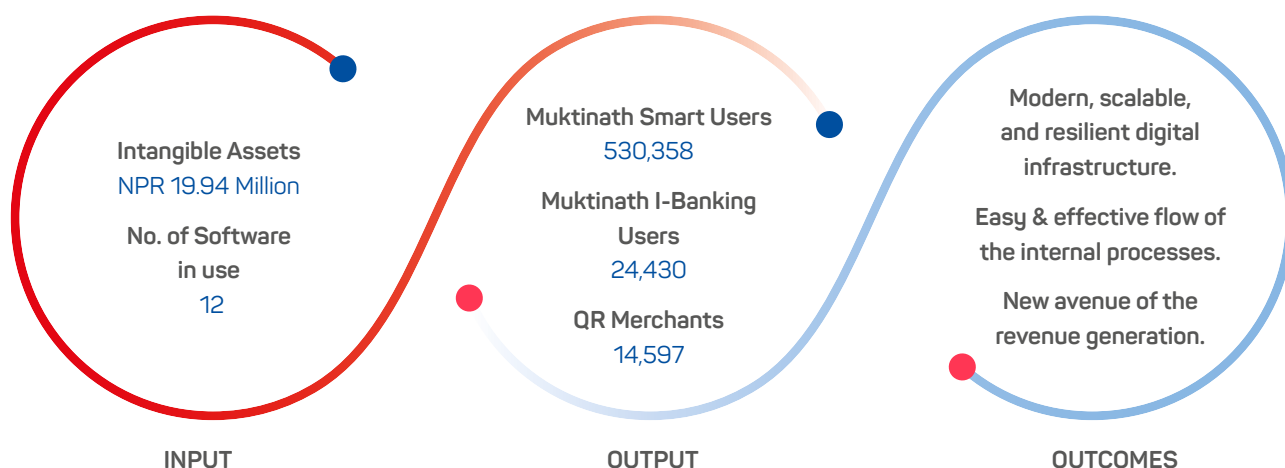 Intangible Assets
NPR 19.94 Million
No. of Software
in use
12
INPUT
Muktinath Smart Users
530,358
Muktinath I-Banking
Users
24,430
QR Merchants
14,597
OUTPUT
Modern, scalable,
and resilient digital
infrastructure.
Easy & effective flow of
the internal processes.
New avenue of the
revenue generation.
OUTCOMES